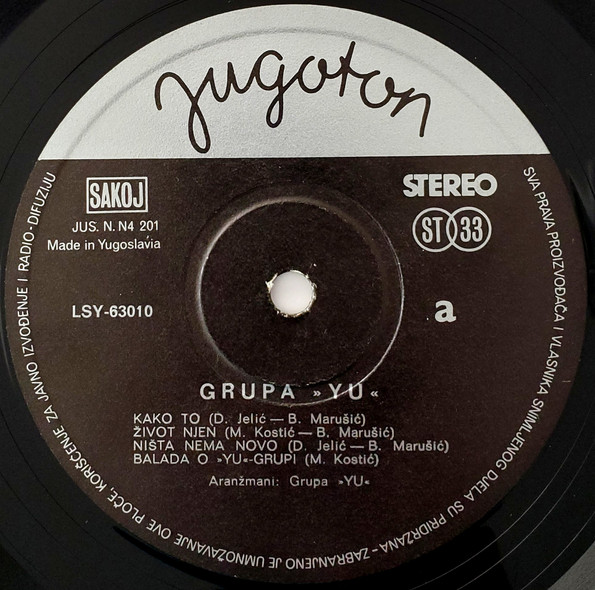 jugoton
SAKOJ
JUS. N. N4 201
Made in Yugoslavia
STEREO
ST 33
LSY-63010
a
GRUPA »YU«
KAKO TO (D. Jelić — B. Marušić)
ŽIVOT NJEN (M. Kostić — B. Marušić)
NIŠTA NEMA NOVO (D. Jelić — B. Marušić)
BALADA O »YU«-GRUPI (M. Kostić)
Aranžmani: Grupa »YU«
SVA PRAVA PROIZVOĐAČA I VLASNIKA SNIMLJENOG DJELA SU PRIDRŽANA - ZABRANJENO JE UMNOŽAVANJE OVE PLOČE, KORIŠĆENJE ZA JAVNO IZVOĐENJE I RADIO-DIFUZIJU